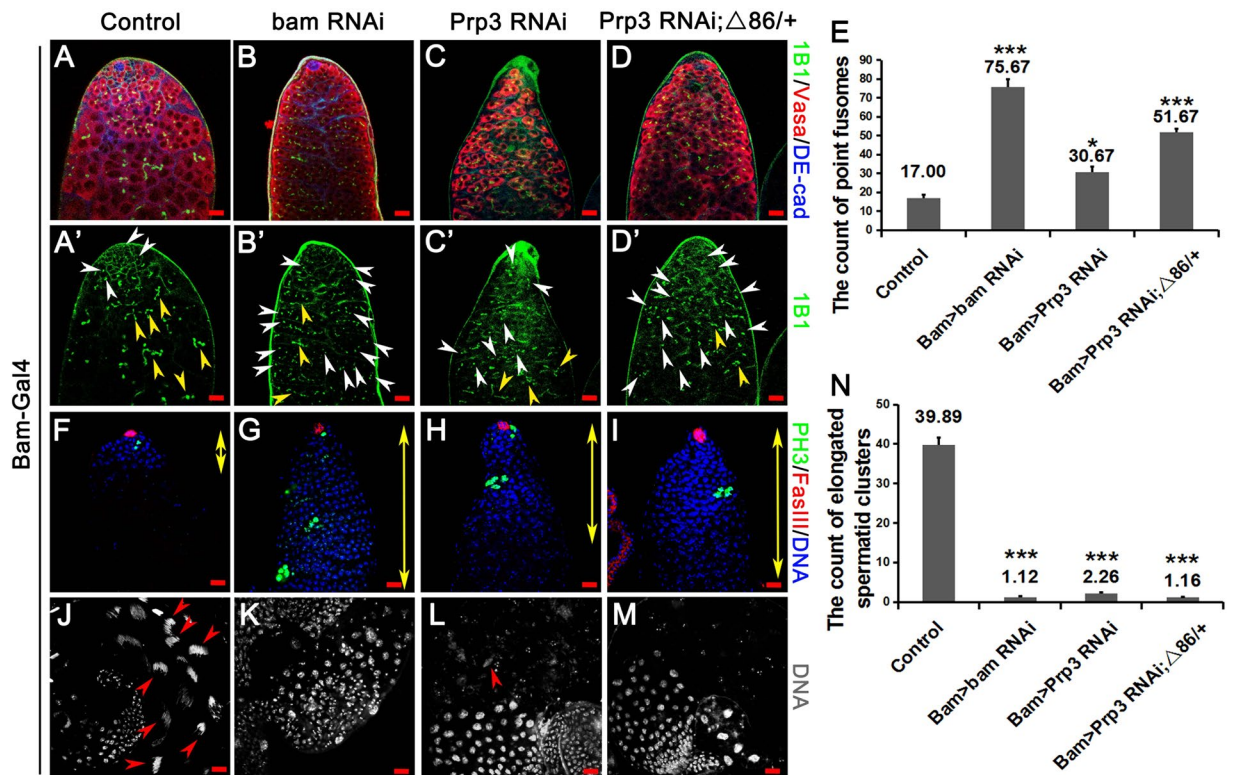 Control
bam RNAi
Prp3 RNAi
Prp3 RNAi;△86/+
Bam-Gal4
A
B
C
D
1B1/Vasa/DE-cad
A'
B'
C'
D'
1B1
F
G
H
I
PH3/FasIII/DNA
J
K
L
M
DNA
E
The count of point fusomes
90
80
70
60
50
40
30
20
10
0
17.00
***
75.67
*
30.67
***
51.67
Control
Bam>bam RNAi
Bam>Prp3 RNAi
Bam>Prp3 RNAi;△86/+
N
The count of elongated
spermatid clusters
50
40
30
20
10
0
39.89
***
1.12
***
2.26
***
1.16
Control
Bam>bam RNAi
Bam>Prp3 RNAi
Bam>Prp3 RNAi;△86/+